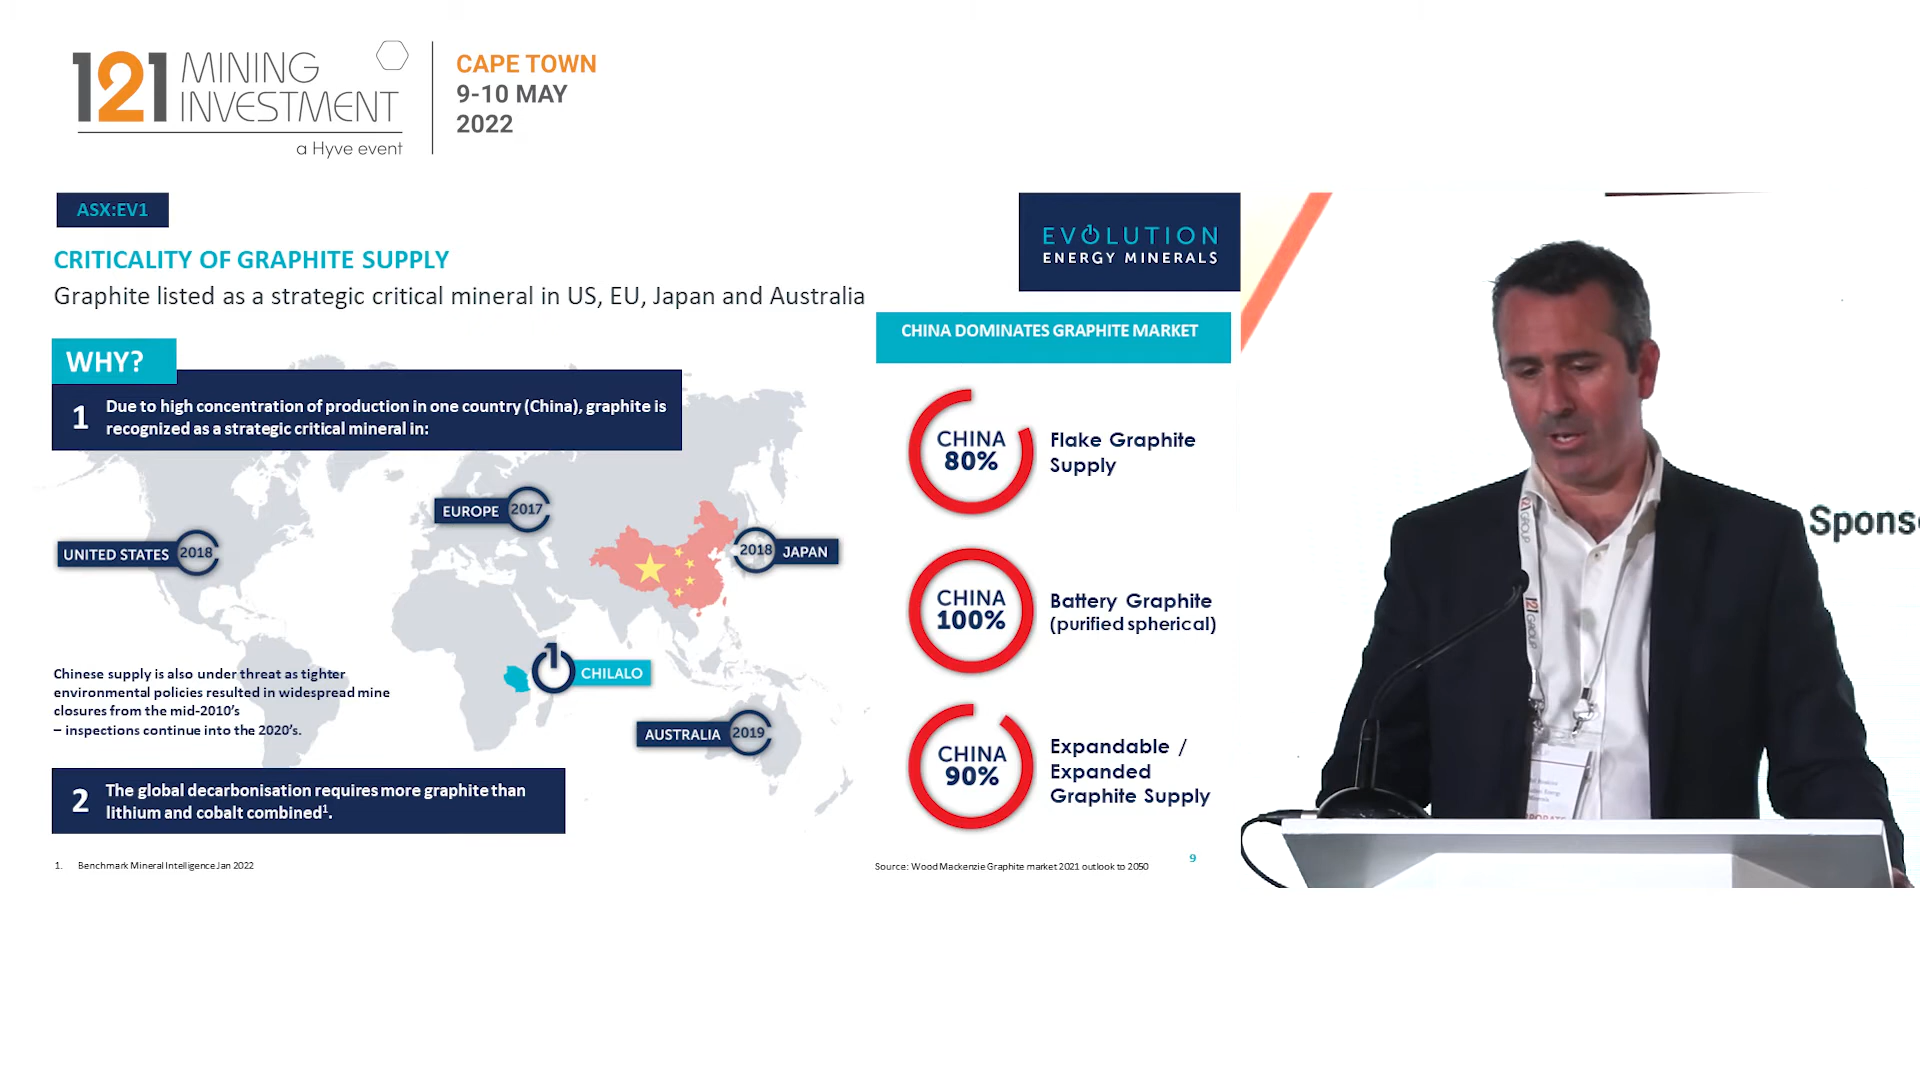 121 MINING
INVESTMENT
a Hyve event
CAPE TOWN
9-10 MAY
2022
ASX:EV1
CRITICALITY OF GRAPHITE SUPPLY
Graphite listed as a strategic critical mineral in US, EU, Japan and Australia
EVOLUTION
ENERGY MINERALS
WHY?
1 Due to high concentration of production in one country (China), graphite is
recognized as a strategic critical mineral in:
EUROPE 2017
UNITED STATES 2018
2018 JAPAN
CHILALO
AUSTRALIA 2019
Chinese supply is also under threat as tighter
environmental policies resulted in widespread mine
closures from the mid-2010's
– inspections continue into the 2020's.
2 The global decarbonisation requires more graphite than
lithium and cobalt combined¹.
1. Benchmark Mineral Intelligence Jan 2022
CHINA DOMINATES GRAPHITE MARKET
CHINA
80%
Flake Graphite
Supply
CHINA
100%
Battery Graphite
(purified spherical)
CHINA
90%
Expandable /
Expanded
Graphite Supply
Source: Wood Mackenzie Graphite market 2021 outlook to 2050
9
Spons
121 GROUP
121 GROUP